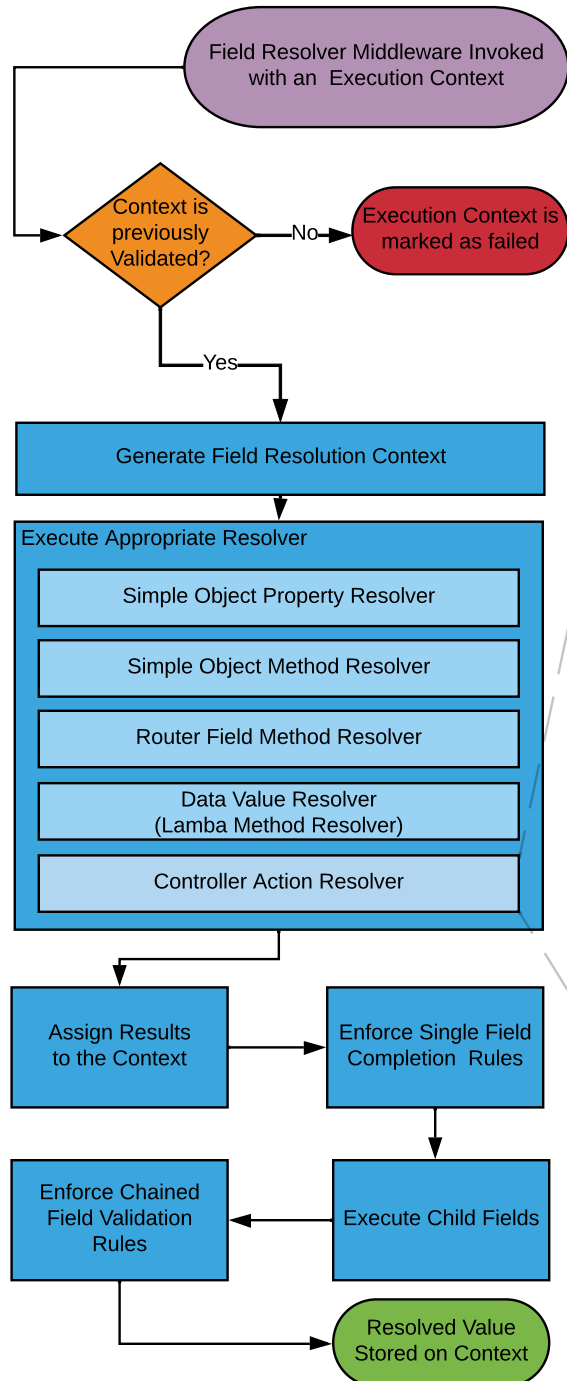 Field Resolver Middleware Invoked
with an Execution Context
Context is
previously
Validated?
No
Execution Context is
marked as failed
Yes
Generate Field Resolution Context
Execute Appropriate Resolver
Simple Object Property Resolver
Simple Object Method Resolver
Router Field Method Resolver
Data Value Resolver
(Lamba Method Resolver)
Controller Action Resolver
Assign Results
to the Context
Enforce Single Field
Completion Rules
Execute Child Fields
Enforce Chained
Field Validation
Rules
Resolved Value
Stored on Context